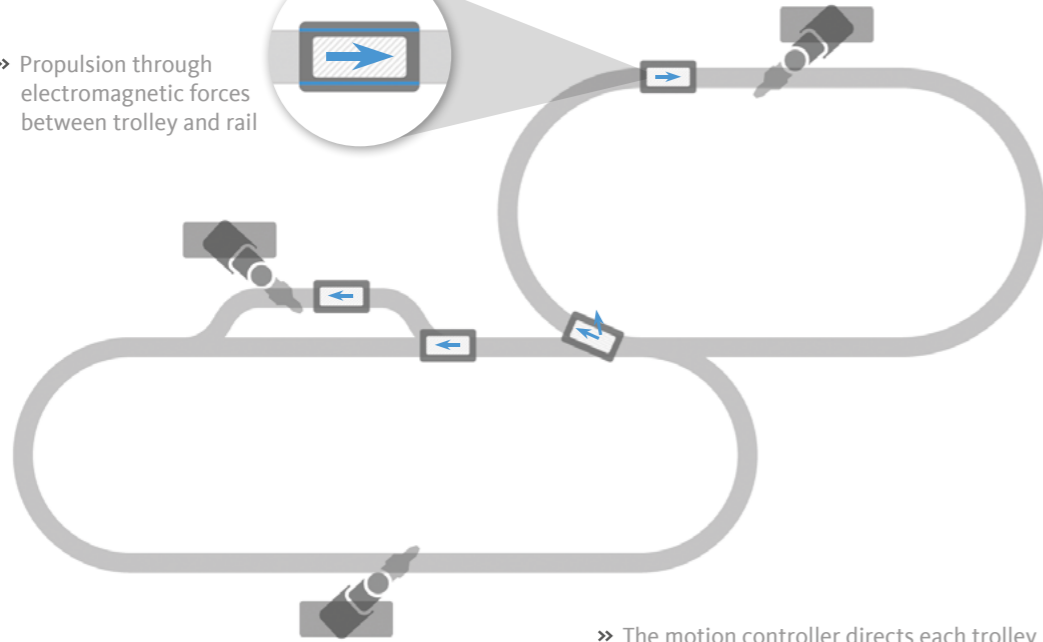 » Propulsion through
electromagnetic forces
between trolley and rail
» The motion controller directs each trolley